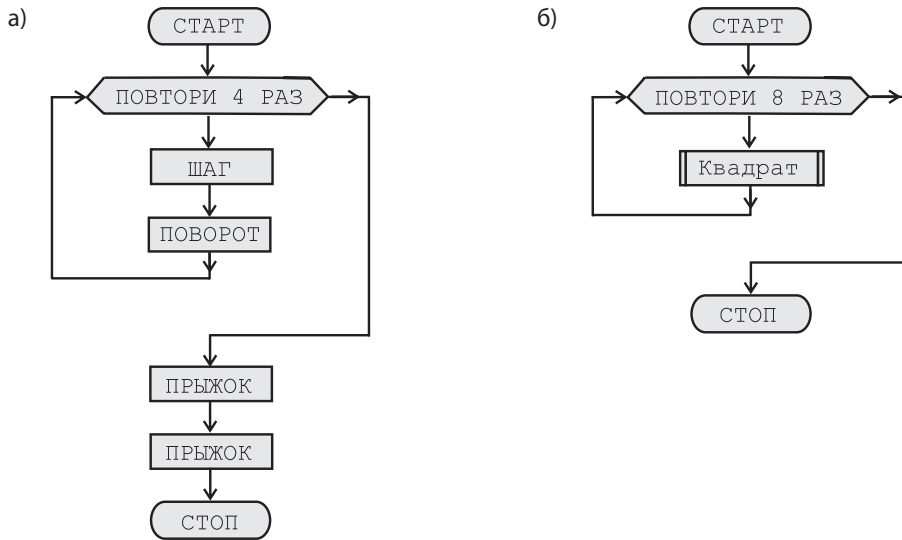 а)
СТАРТ
ПОВТОРИ 4 РАЗ
ШАГ
ПОВОРОТ
ПРЫЖОК
ПРЫЖОК
СТОП
б)
СТАРТ
ПОВТОРИ 8 РАЗ
Квадрат
СТОП